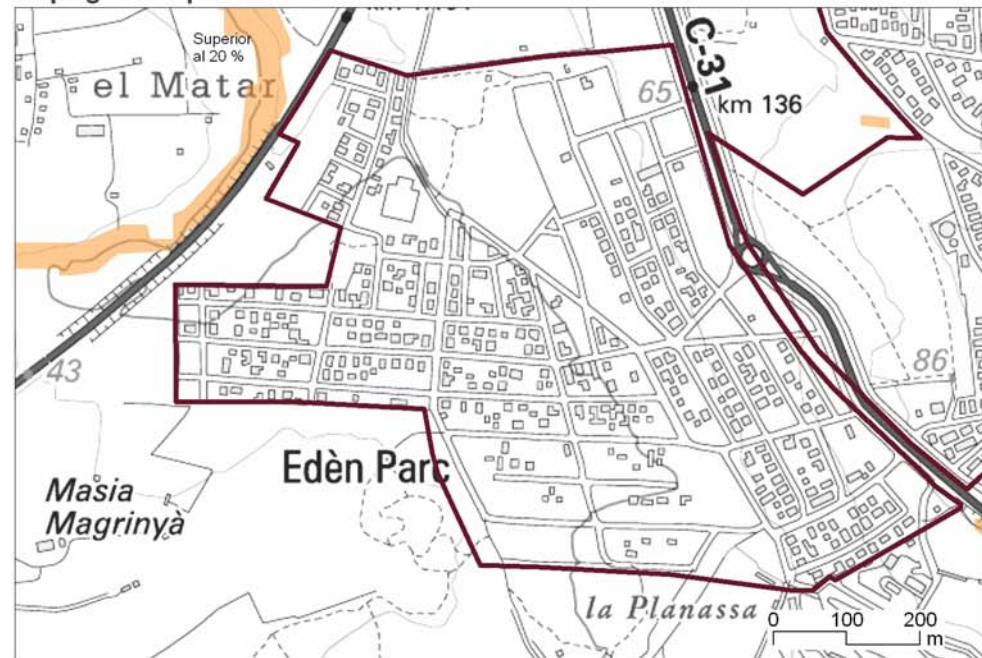 Superior
al 20 %
el Matar
C-31
65
km 136
43
86
Edèn Parc
Masia
Magrinyà
la Planassa
0 100 200
m